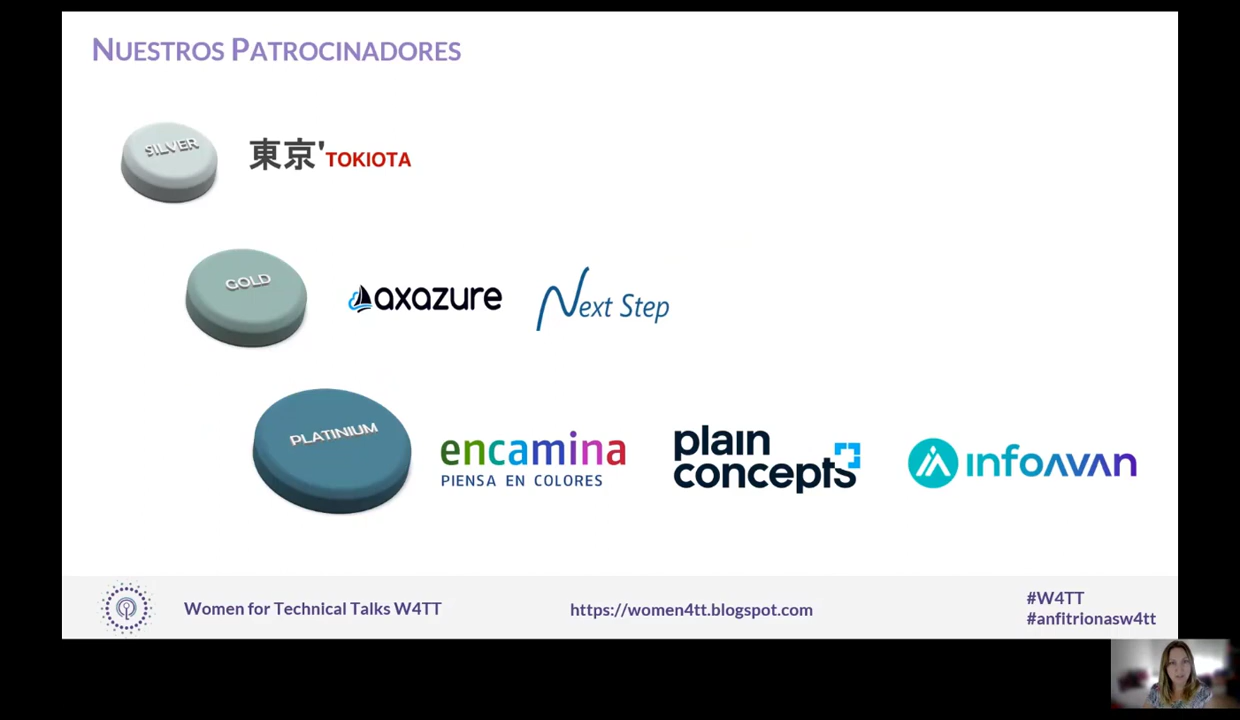 NUESTROS PATROCINADORES
SILVER
東京'TOKIOTA
GOLD
axazure
Next Step
PLATINIUM
encamina
PIENSA EN COLORES
plain
concepts
infoavan
Women for Technical Talks W4TT
https://women4tt.blogspot.com
#W4TT
#anfitrionasw4tt